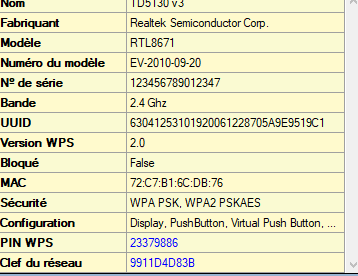 Nom TD5130 v3
Fabriquant Realtek Semiconductor Corp.
Modèle RTL8671
Numéro du modèle EV-2010-09-20
Nº de série 123456789012347
Bande 2.4 Ghz
UUID 63041253101920061228705A9E9519C1
Version WPS 2.0
Bloqué False
MAC 72:C7:B1:6C:DB:76
Sécurité WPA PSK, WPA2 PSKAES
Configuration Display, PushButton, Virtual Push Button, ...
PIN WPS 23379886
Clef du réseau 9911D4D83B